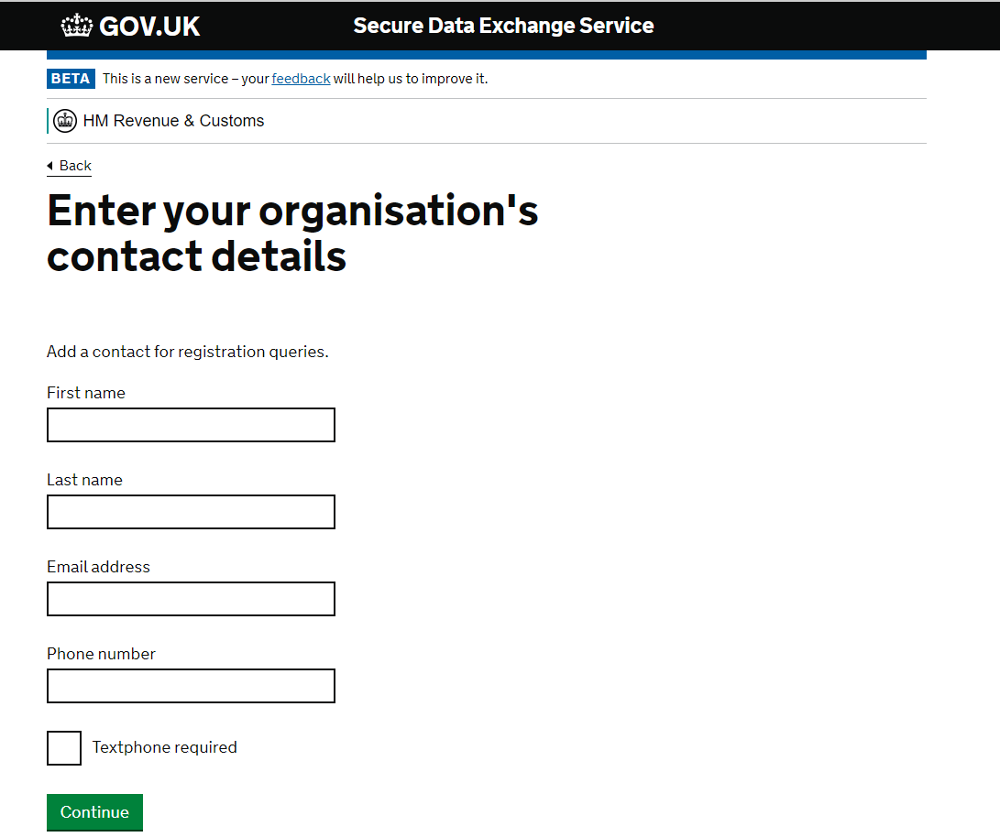 GOV.UK
Secure Data Exchange Service
BETA This is a new service – your feedback will help us to improve it.
HM Revenue & Customs
Back
Enter your organisation's
contact details
Add a contact for registration queries.
First name
Last name
Email address
Phone number
Textphone required
Continue